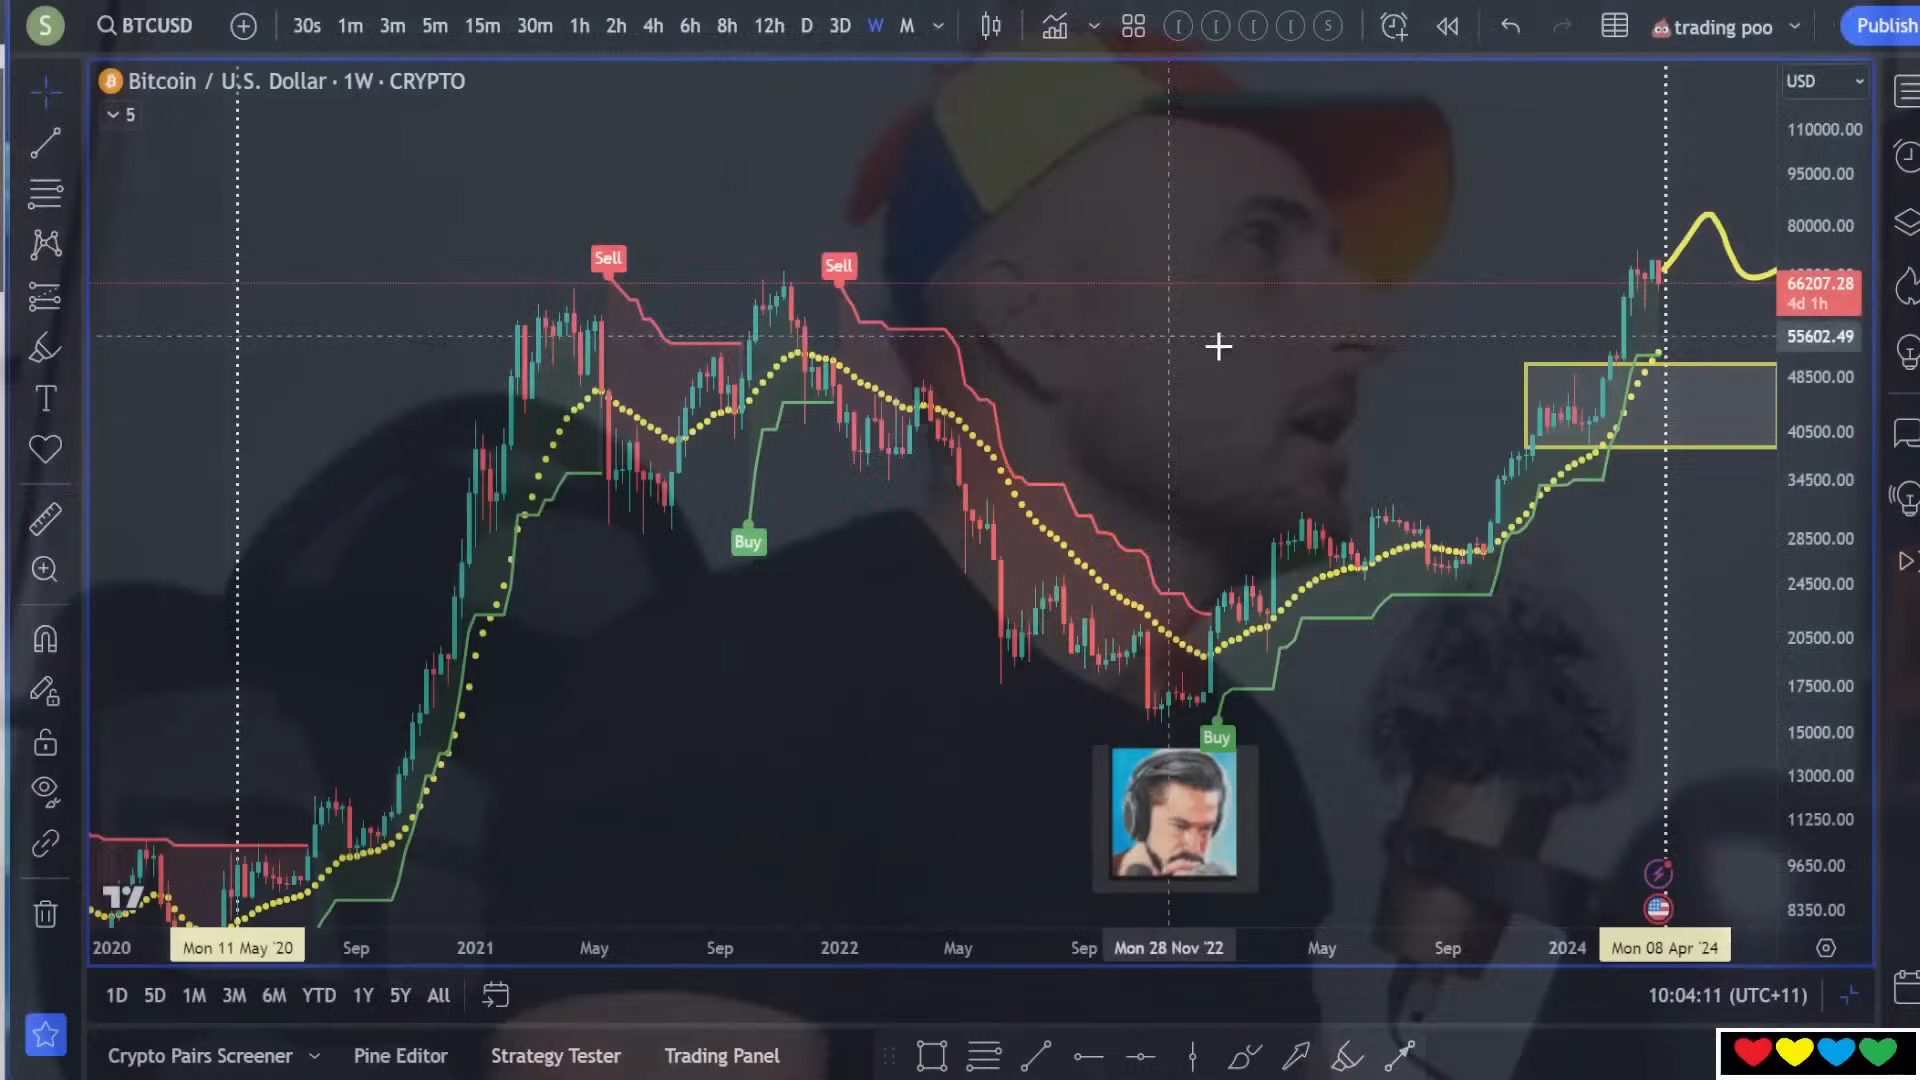 S BTCUSD 30s 1m 3m 5m 15m 30m 1h 2h 4h 6h 8h 12h D 3D W M [ [ [ [ S trading poo Publish
Bitcoin / U.S. Dollar · 1W · CRYPTO
USD
5
110000.00
95000.00
80000.00
Sell
Sell
66207.28
4d 1h
55602.49
48500.00
40500.00
34500.00
Buy
28500.00
24500.00
20500.00
17500.00
Buy
15000.00
13000.00
11250.00
9650.00
8350.00
2020 Mon 11 May '20 Sep 2021 May Sep 2022 May Sep Mon 28 Nov '22 May Sep 2024 Mon 08 Apr '24
1D 5D 1M 3M 6M YTD 1Y 5Y All 10:04:11 (UTC+11)
Crypto Pairs Screener Pine Editor Strategy Tester Trading Panel